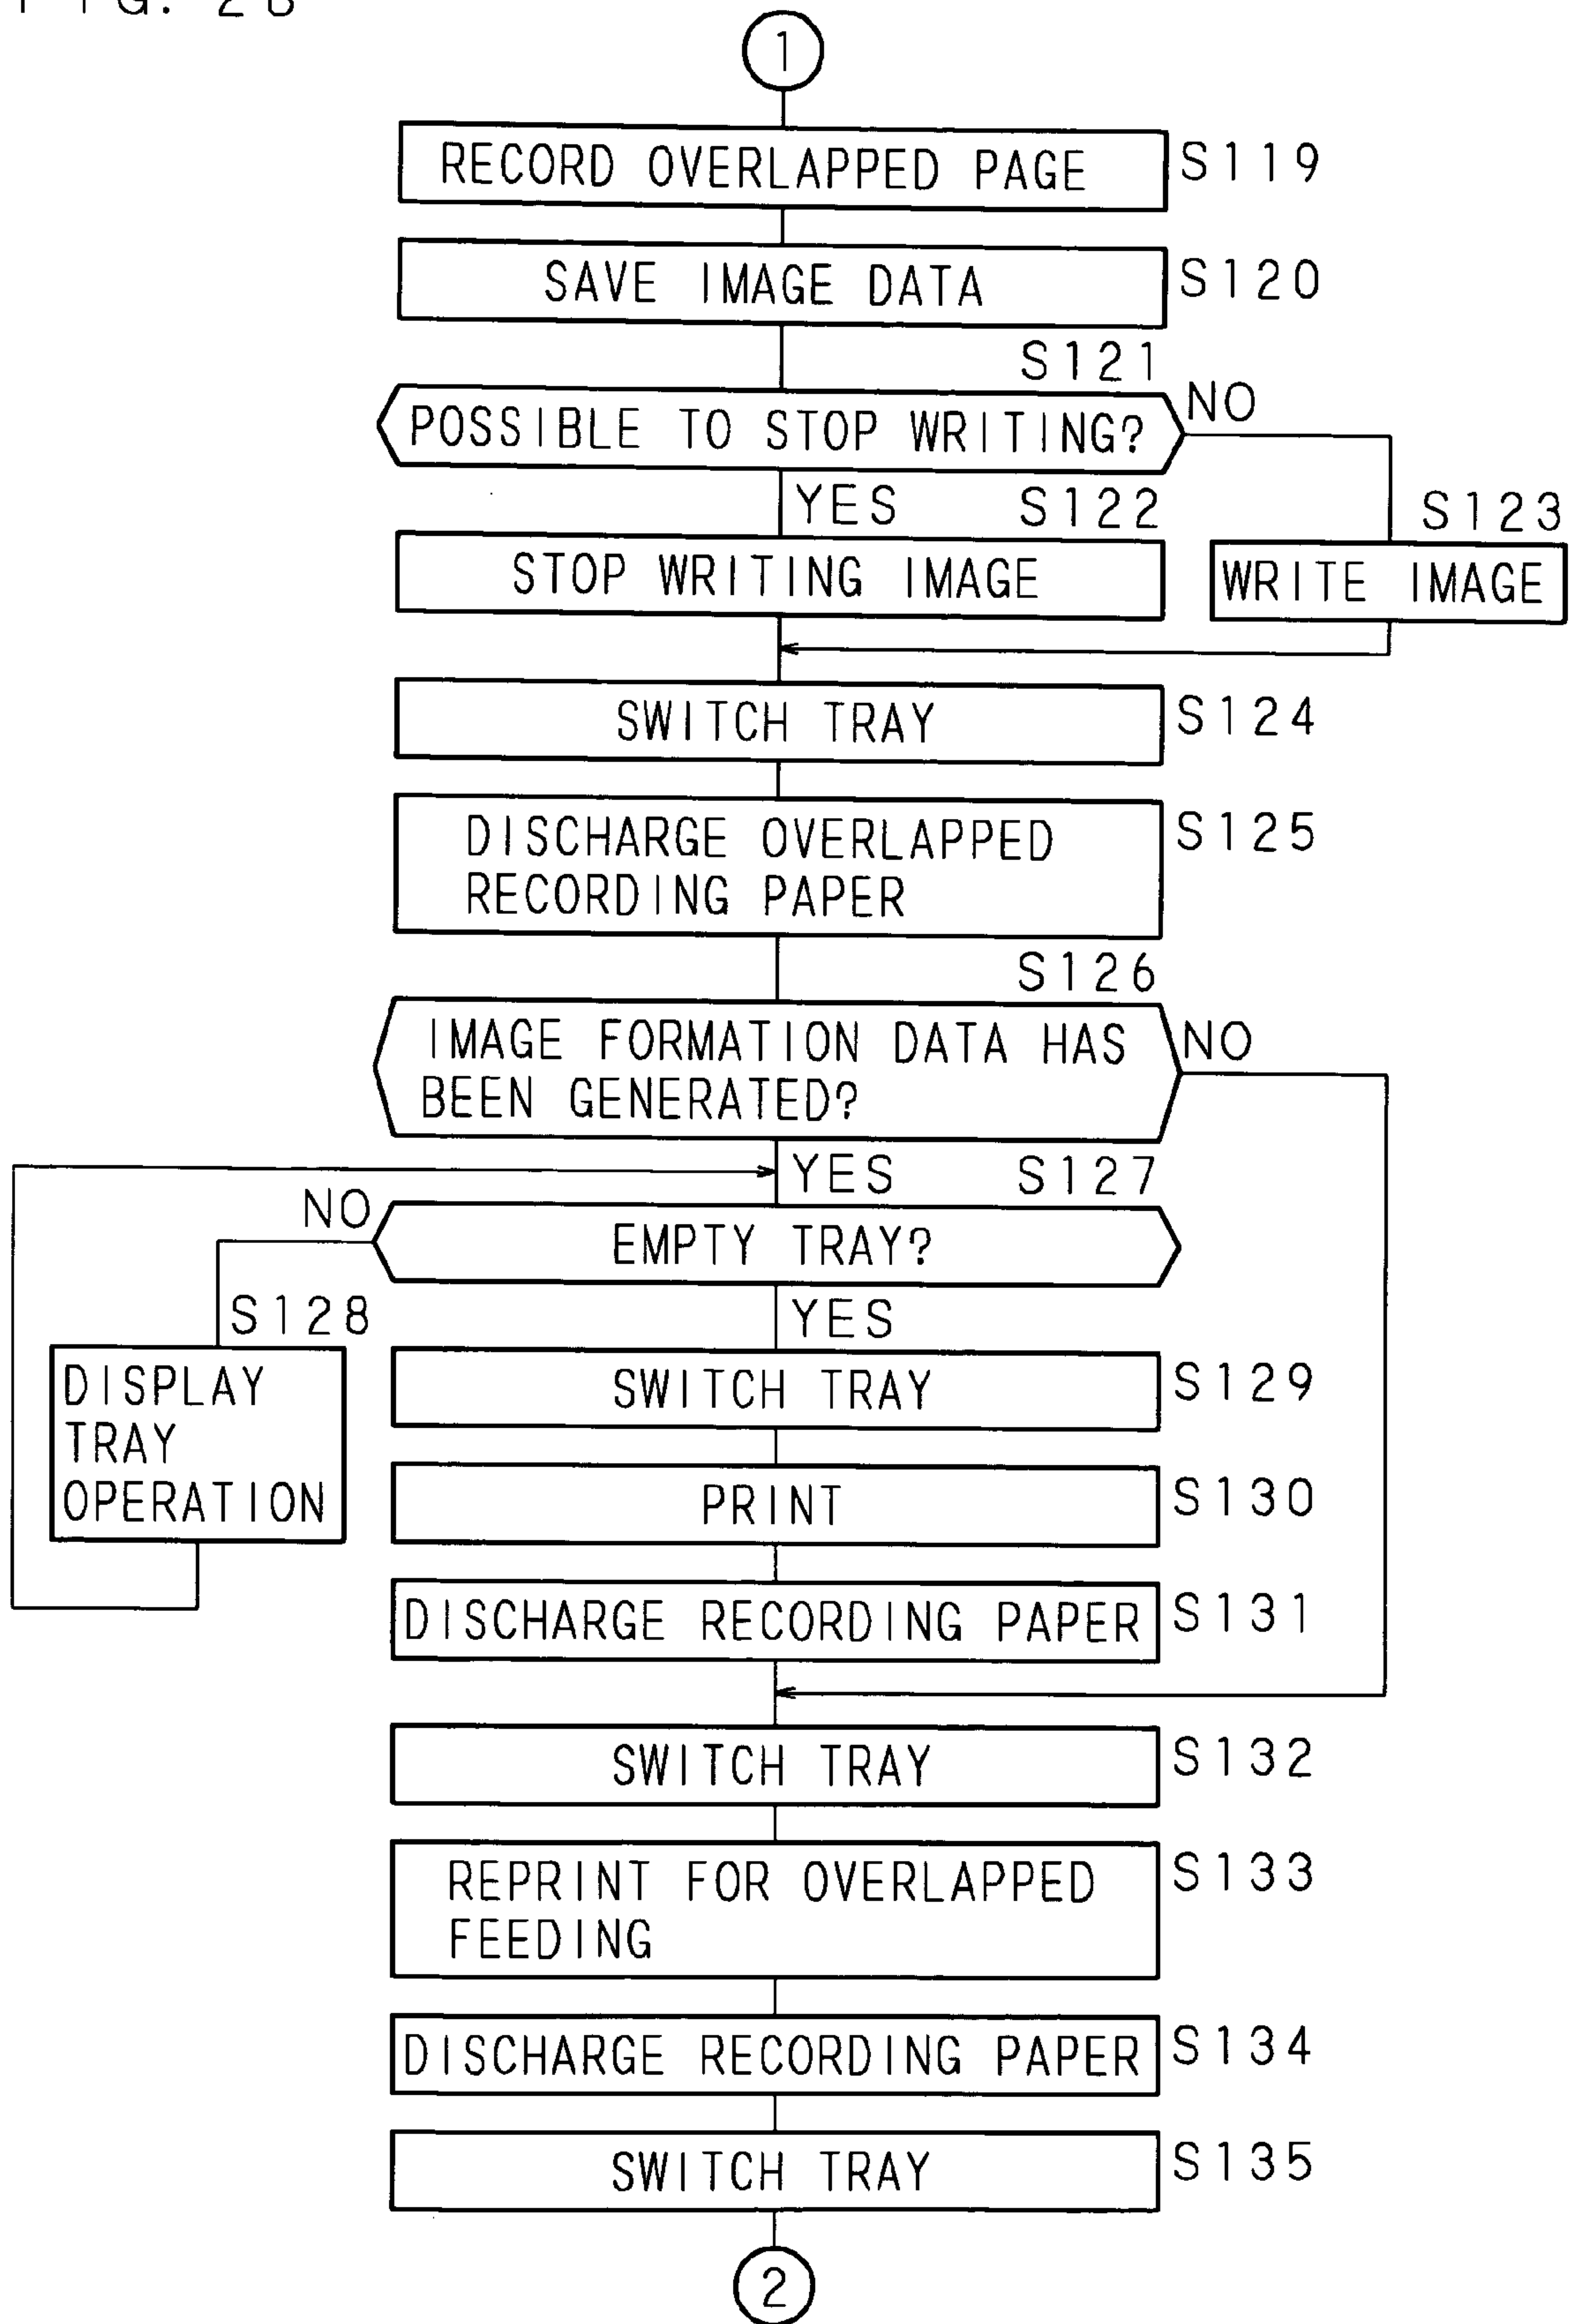 FIG. 28
1
RECORD OVERLAPPED PAGE S119
SAVE IMAGE DATA S120
S121
POSSIBLE TO STOP WRITING? NO
YES S122 S123
STOP WRITING IMAGE WRITE IMAGE
SWITCH TRAY S124
DISCHARGE OVERLAPPED S125
RECORDING PAPER
S126
IMAGE FORMATION DATA HAS NO
BEEN GENERATED?
YES S127
NO
EMPTY TRAY?
S128 YES
DISPLAY
TRAY
OPERATION
SWITCH TRAY S129
PRINT S130
DISCHARGE RECORDING PAPER S131
SWITCH TRAY S132
REPRINT FOR OVERLAPPED S133
FEEDING
DISCHARGE RECORDING PAPER S134
SWITCH TRAY S135
2